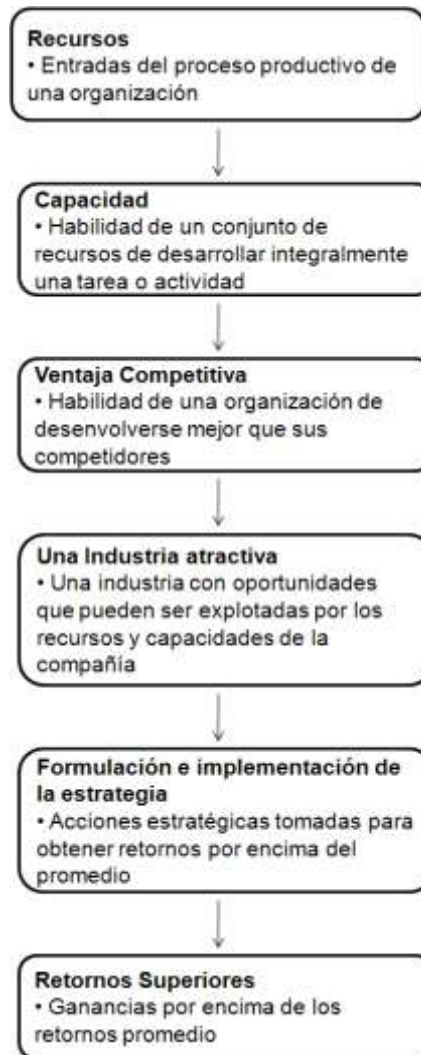 Recursos
• Entradas del proceso productivo de
una organización
Capacidad
• Habilidad de un conjunto de
recursos de desarrollar integralmente
una tarea o actividad
Ventaja Competitiva
• Habilidad de una organización de
desenvolverse mejor que sus
competidores
Una Industria atractiva
• Una industria con oportunidades
que pueden ser explotadas por los
recursos y capacidades de la
compañía
Formulación e implementación de
la estrategia
• Acciones estratégicas tomadas para
obtener retornos por encima del
promedio
Retornos Superiores
• Ganancias por encima de los
retornos promedio